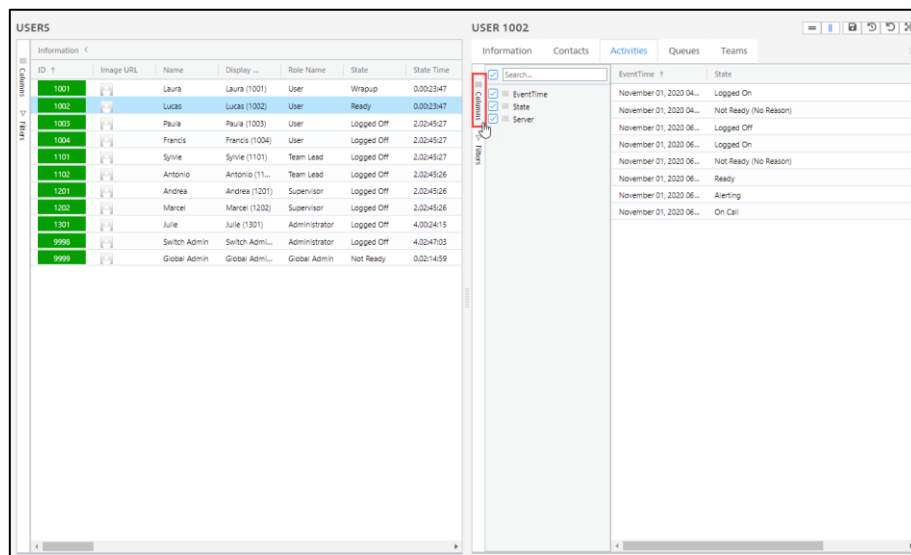 USERS
Information
ID Image URL Name Display ... Role Name State State Time
1001 Laura Laura (1001) User Wrapup 0.00:23:47
1002 Lucas Lucas (1002) User Ready 0.00:23:47
1003 Paula Paula (1003) User Logged Off 2.02:45:27
1004 Francis Francis (1004) User Logged Off 2.02:45:27
1101 Sylvie Sylvie (1101) Team Lead Logged Off 2.02:45:27
1102 Antonio Antonio (11... Team Lead Logged Off 2.02:45:26
1201 Andrea Andrea (1201) Supervisor Logged Off 2.02:45:26
1202 Marcel Marcel (1202) Supervisor Logged Off 2.02:45:26
1301 Julie Julie (1301) Administrator Logged Off 4.00:24:15
9998 Switch Admin Switch Admi... Administrator Logged Off 4.02:47:03
9999 Global Admin Global Admi... Global Admin Not Ready 0.02:14:59
Columns
Filters
USER 1002
Information Contacts Activities Queues Teams
Columns
Filters
Search...
EventTime
State
Server
EventTime State
November 01, 2020 04... Logged On
November 01, 2020 04... Not Ready (No Reason)
November 01, 2020 06... Logged Off
November 01, 2020 06... Logged On
November 01, 2020 06... Not Ready (No Reason)
November 01, 2020 06... Ready
November 01, 2020 06... Alerting
November 01, 2020 06... On Call